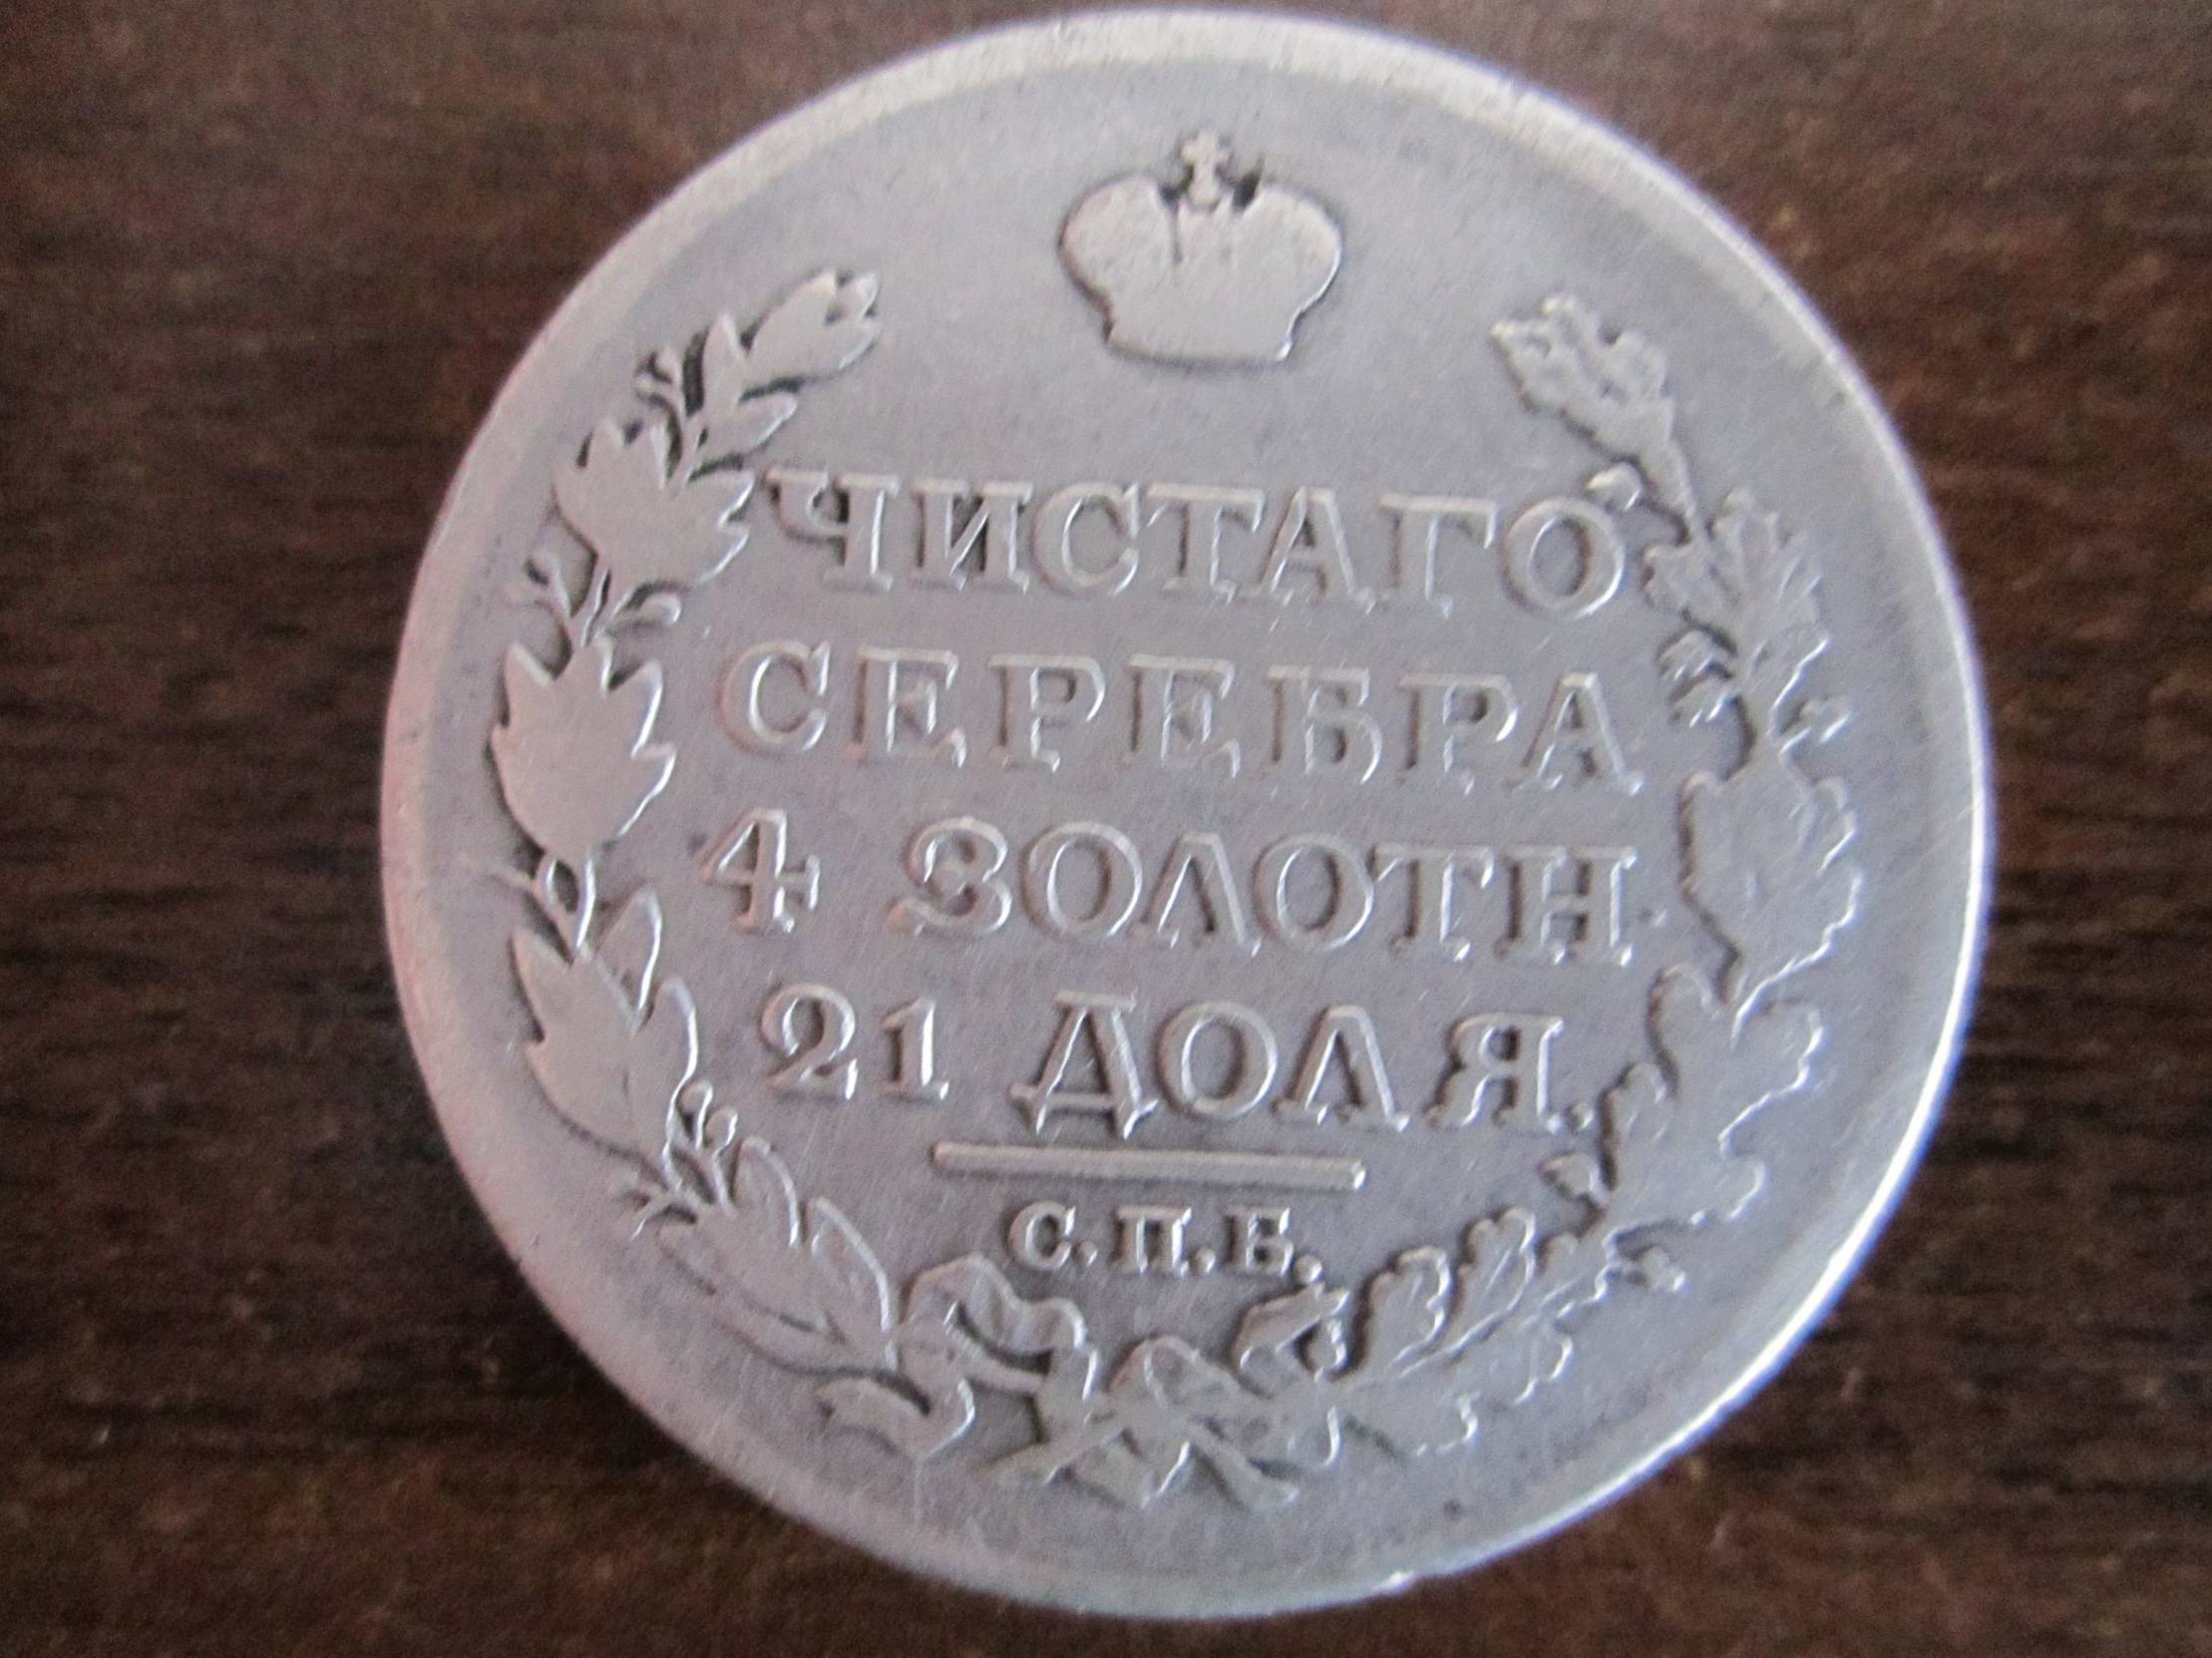 ЧИСТАГО
СЕРЕБРА
4 ЗОЛОТН.
21 ДОЛЯ.
С.П.Б.